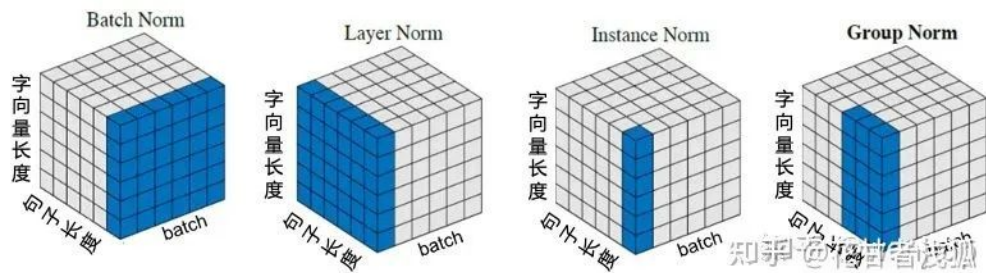 Batch Norm
字向量长度
句子长度
batch
Layer Norm
字向量长度
句子长度
batch
Instance Norm
字向量长度
句子长度
batch
Group Norm
字向量长度
句子
batch
知乎